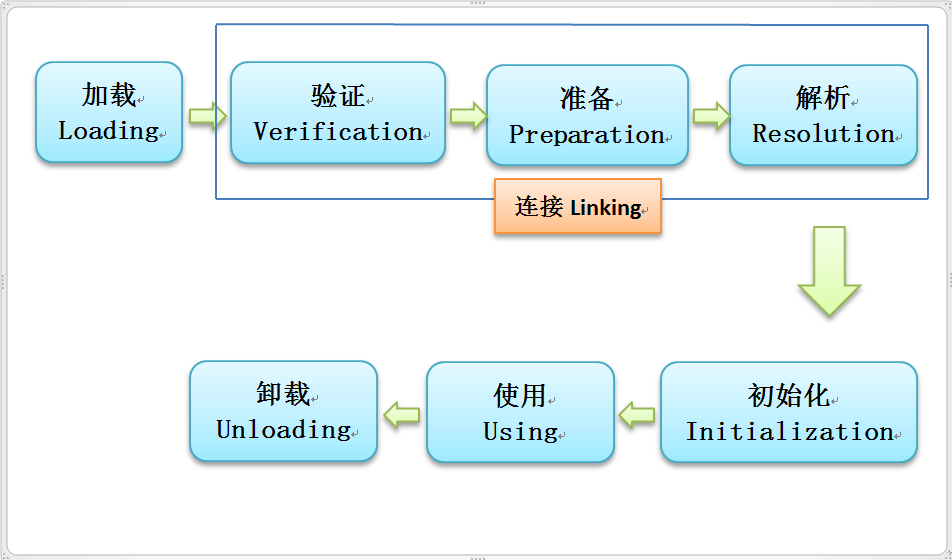 加载
Loading
验证
Verification
准备
Preparation
解析
Resolution
连接 Linking
初始化
Initialization
使用
Using
卸载
Unloading